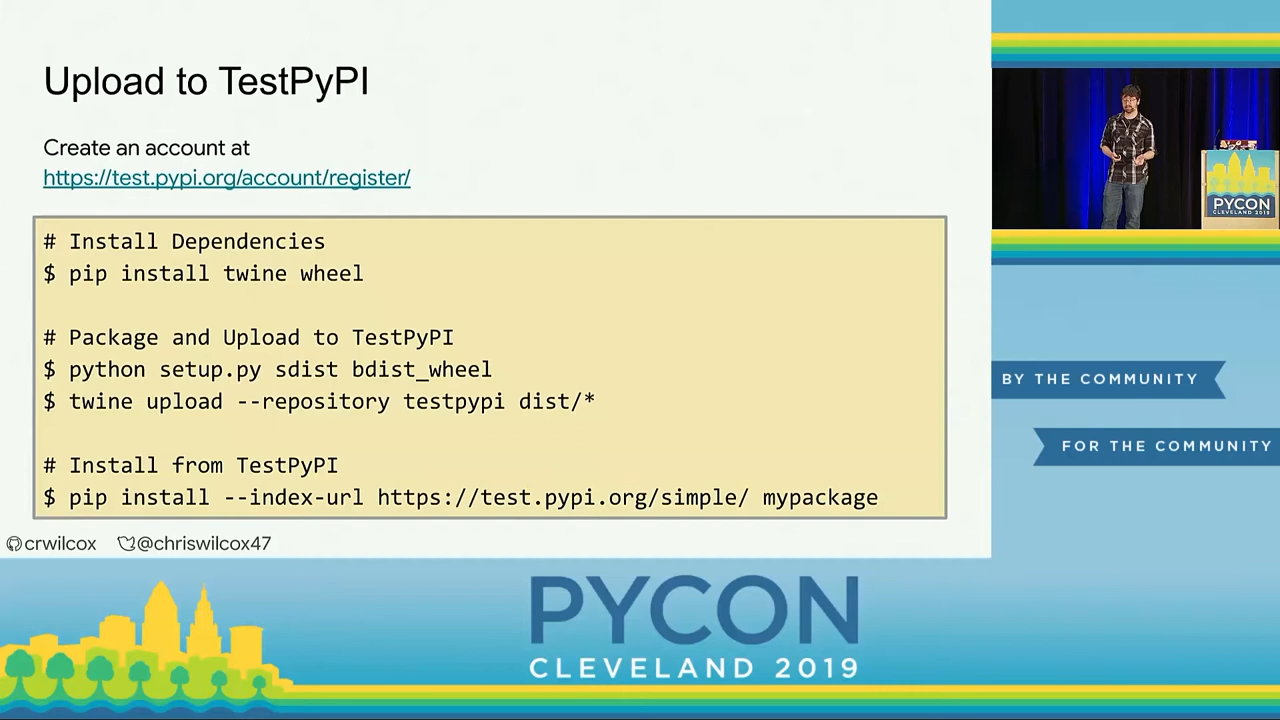 Upload to TestPyPI
Create an account at
https://test.pypi.org/account/register/
# Install Dependencies
$ pip install twine wheel
# Package and Upload to TestPyPI
$ python setup.py sdist bdist_wheel
$ twine upload --repository testpypi dist/*
# Install from TestPyPI
$ pip install --index-url https://test.pypi.org/simple/ mypackage
crwilcox @chriswilcox47
PYCON
CLEVELAND 2019
BY THE COMMUNITY
FOR THE COMMUNITY
PYCON
CLEVELAND 2019